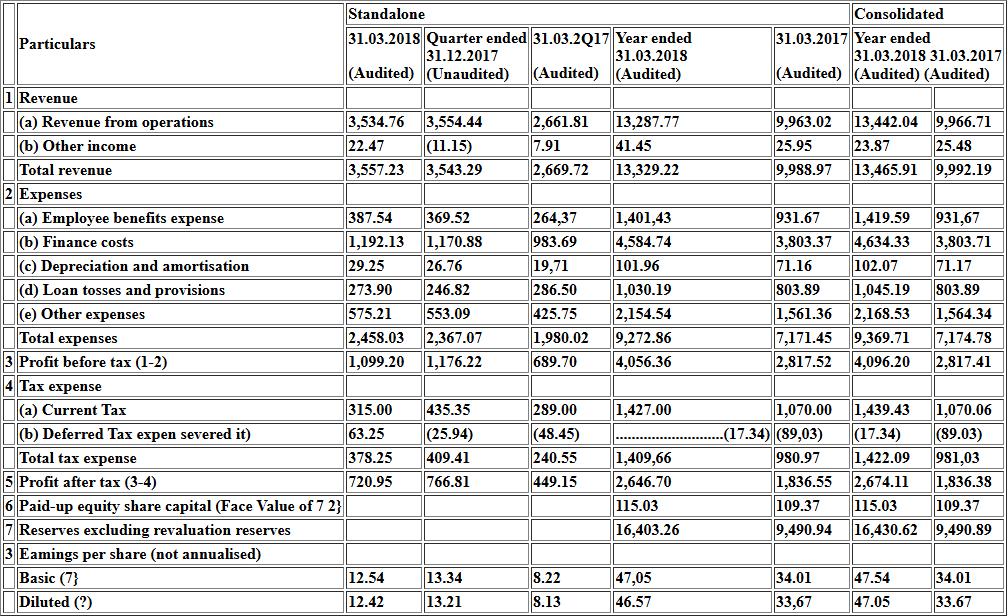 Standalone Consolidated
Particulars 31.03.2018 Quarter ended 31.03.2Q17 Year ended 31.03.2017 Year ended
31.12.2017 31.03.2018 31.03.2018 31.03.2017
(Audited) (Unaudited) (Audited) (Audited) (Audited) (Audited) (Audited)
1 Revenue
(a) Revenue from operations 3,534.76 3,554.44 2,661.81 13,287.77 9,963.02 13,442.04 9,966.71
(b) Other income 22.47 (11.15) 7.91 41.45 25.95 23.87 25.48
Total revenue 3,557.23 3,543.29 2,669.72 13,329.22 9,988.97 13,465.91 9,992.19
2 Expenses
(a) Employee benefits expense 387.54 369.52 264,37 1,401,43 931.67 1,419.59 931,67
(b) Finance costs 1,192.13 1,170.88 983.69 4,584.74 3,803.37 4,634.33 3,803.71
(c) Depreciation and amortisation 29.25 26.76 19,71 101.96 71.16 102.07 71.17
(d) Loan tosses and provisions 273.90 246.82 286.50 1,030.19 803.89 1,045.19 803.89
(e) Other expenses 575.21 553.09 425.75 2,154.54 1,561.36 2,168.53 1,564.34
Total expenses 2,458.03 2,367.07 1,980.02 9,272.86 7,171.45 9,369.71 7,174.78
3 Profit before tax (1-2) 1,099.20 1,176.22 689.70 4,056.36 2,817.52 4,096.20 2,817.41
4 Tax expense
(a) Current Tax 315.00 435.35 289.00 1,427.00 1,070.00 1,439.43 1,070.06
(b) Deferred Tax expen severed it) 63.25 (25.94) (48.45) ...........................(17.34) (89,03) (17.34) (89.03)
Total tax expense 378.25 409.41 240.55 1,409,66 980.97 1,422.09 981,03
5 Profit after tax (3-4) 720.95 766.81 449.15 2,646.70 1,836.55 2,674.11 1,836.38
6 Paid-up equity share capital (Face Value of 7 2} 115.03 109.37 115.03 109.37
7 Reserves excluding revaluation reserves 16,403.26 9,490.94 16,430.62 9,490.89
3 Eamings per share (not annualised)
Basic (7} 12.54 13.34 8.22 47,05 34.01 47.54 34.01
Diluted (?) 12.42 13.21 8.13 46.57 33,67 47.05 33.67